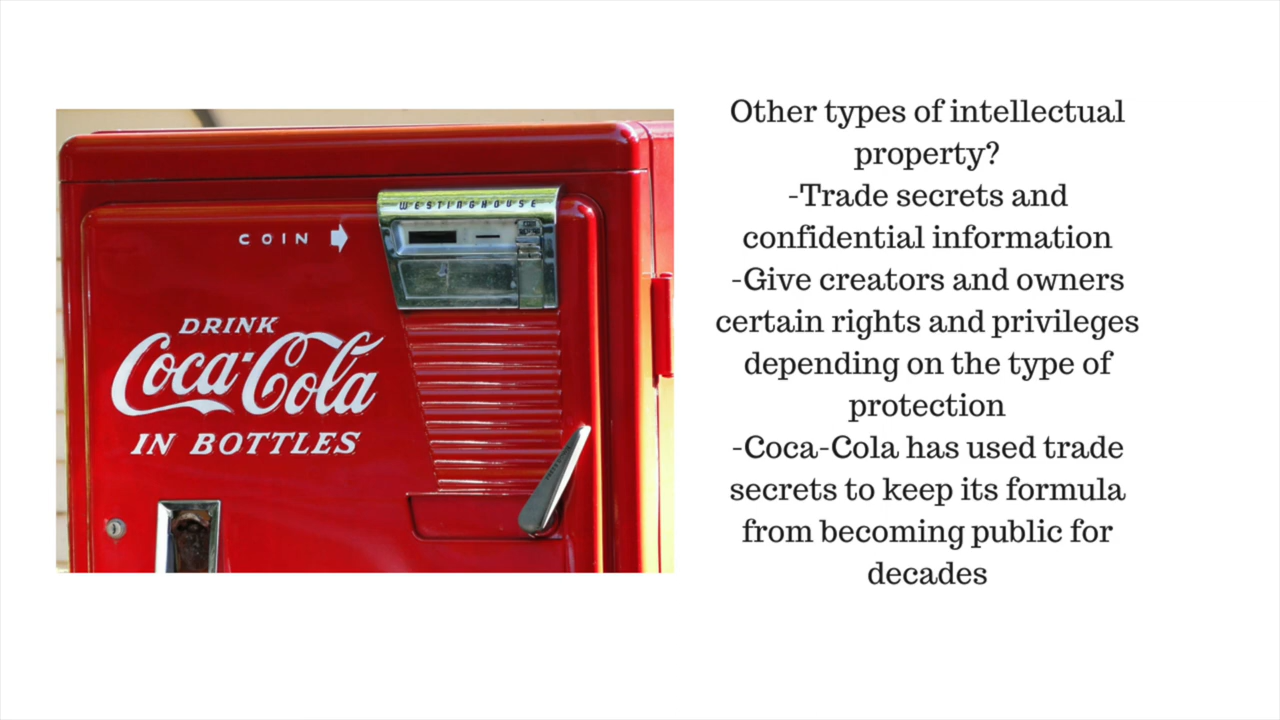 WESTINGHOUSE
COIN
DRINK
Coca-Cola
IN BOTTLES
Other types of intellectual
property?
-Trade secrets and
confidential information
-Give creators and owners
certain rights and privileges
depending on the type of
protection
-Coca-Cola has used trade
secrets to keep its formula
from becoming public for
decades